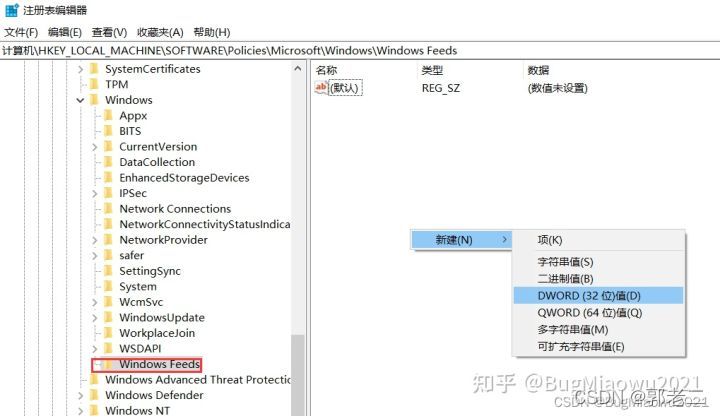 注册表编辑器
文件(F) 编辑(E) 查看(V) 收藏夹(A) 帮助(H)
计算机\HKEY_LOCAL_MACHINE\SOFTWARE\Policies\Microsoft\Windows\Windows Feeds
SystemCertificates
TPM
Windows
Appx
BITS
CurrentVersion
DataCollection
EnhancedStorageDevices
IPSec
Network Connections
NetworkConnectivityStatusIndica
NetworkProvider
safer
SettingSync
System
WcmSvc
WindowsUpdate
WorkplaceJoin
WSDAPI
Windows Feeds
Windows Advanced Threat Protectio
Windows Defender
Windows NT
名称 类型 数据
ab (默认) REG_SZ (数值未设置)
新建(N)
项(K)
字符串值(S)
二进制值(B)
DWORD (32 位)值(D)
QWORD (64 位)值(Q)
多字符串值(M)
可扩充字符串值(E)
知乎 @BugMiaowu2021
CSDN @BugMiaowu2021
CSDN @郭老二